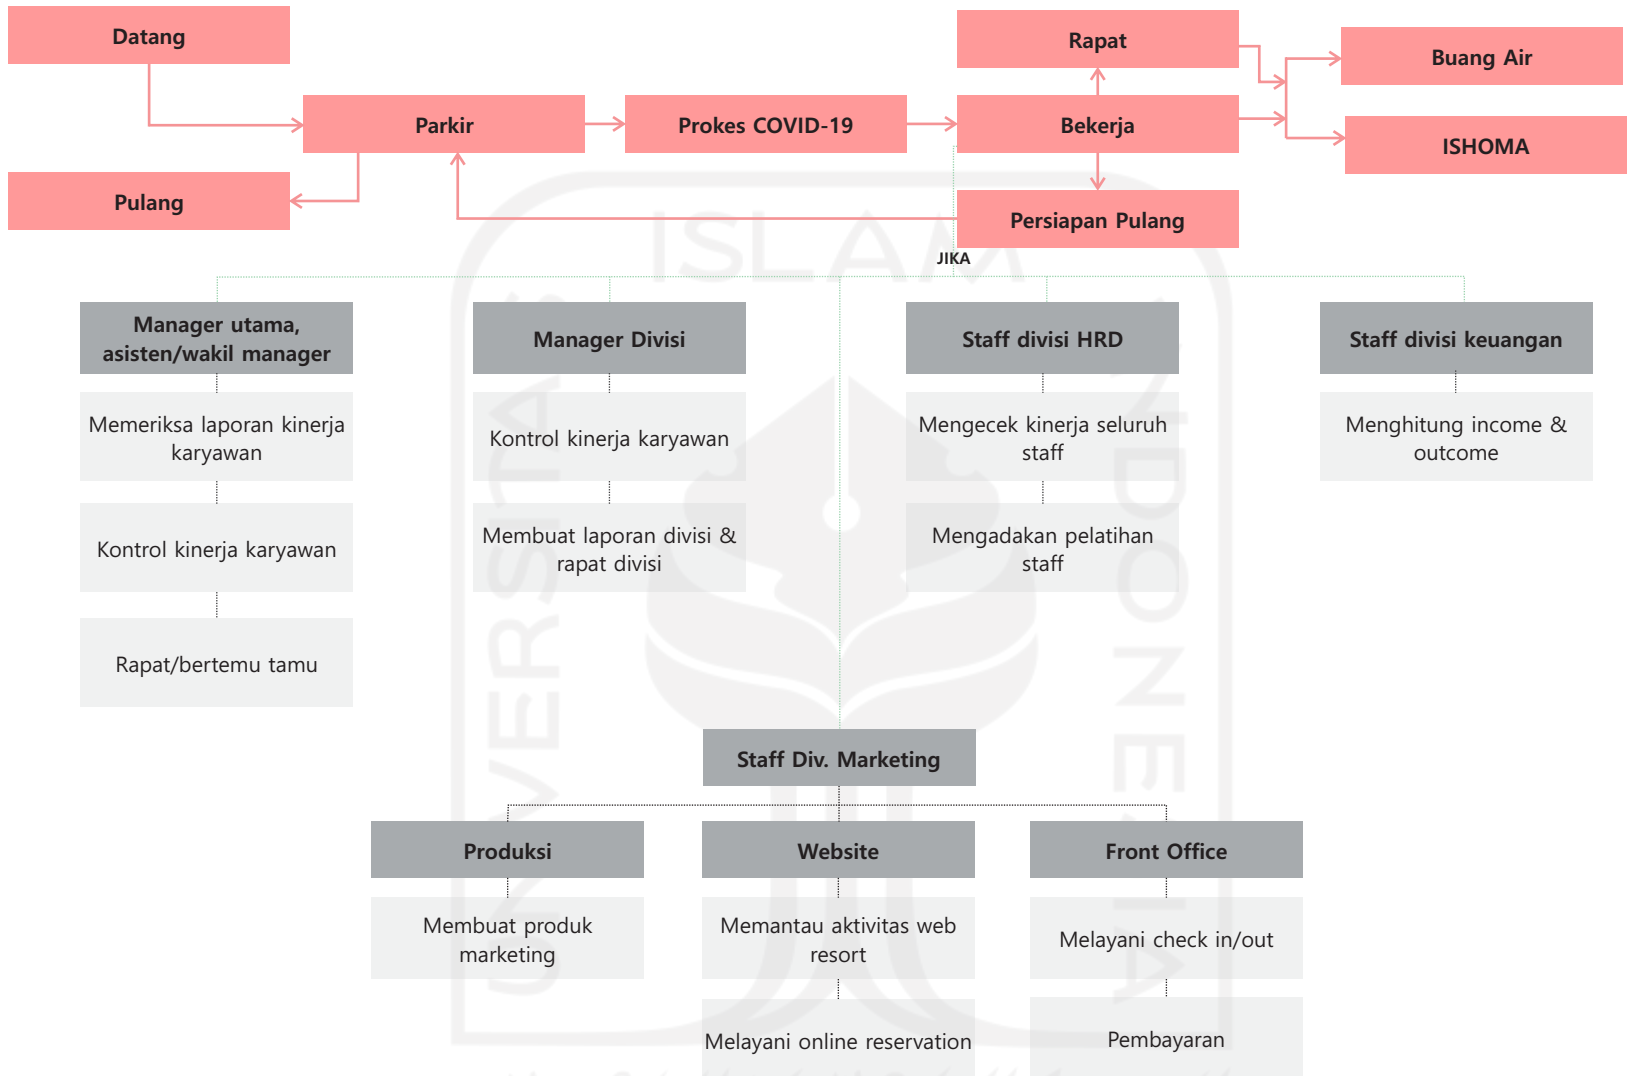 Datang
Rapat
Buang Air
Parkir
Prokes COVID-19
Bekerja
ISHOMA
Pulang
Persiapan Pulang
JIKA
Manager utama,
asisten/wakil manager
Manager Divisi
Staff divisi HRD
Staff divisi keuangan
Memeriksa laporan kinerja
karyawan
Kontrol kinerja karyawan
Mengecek kinerja seluruh
staff
Menghitung income &
outcome
Kontrol kinerja karyawan
Membuat laporan divisi &
rapat divisi
Mengadakan pelatihan
staff
Rapat/bertemu tamu
Staff Div. Marketing
Produksi
Website
Front Office
Membuat produk
marketing
Memantau aktivitas web
resort
Melayani check in/out
Melayani online reservation
Pembayaran
UNIVERSITAS
ISLAM
INDONESIA